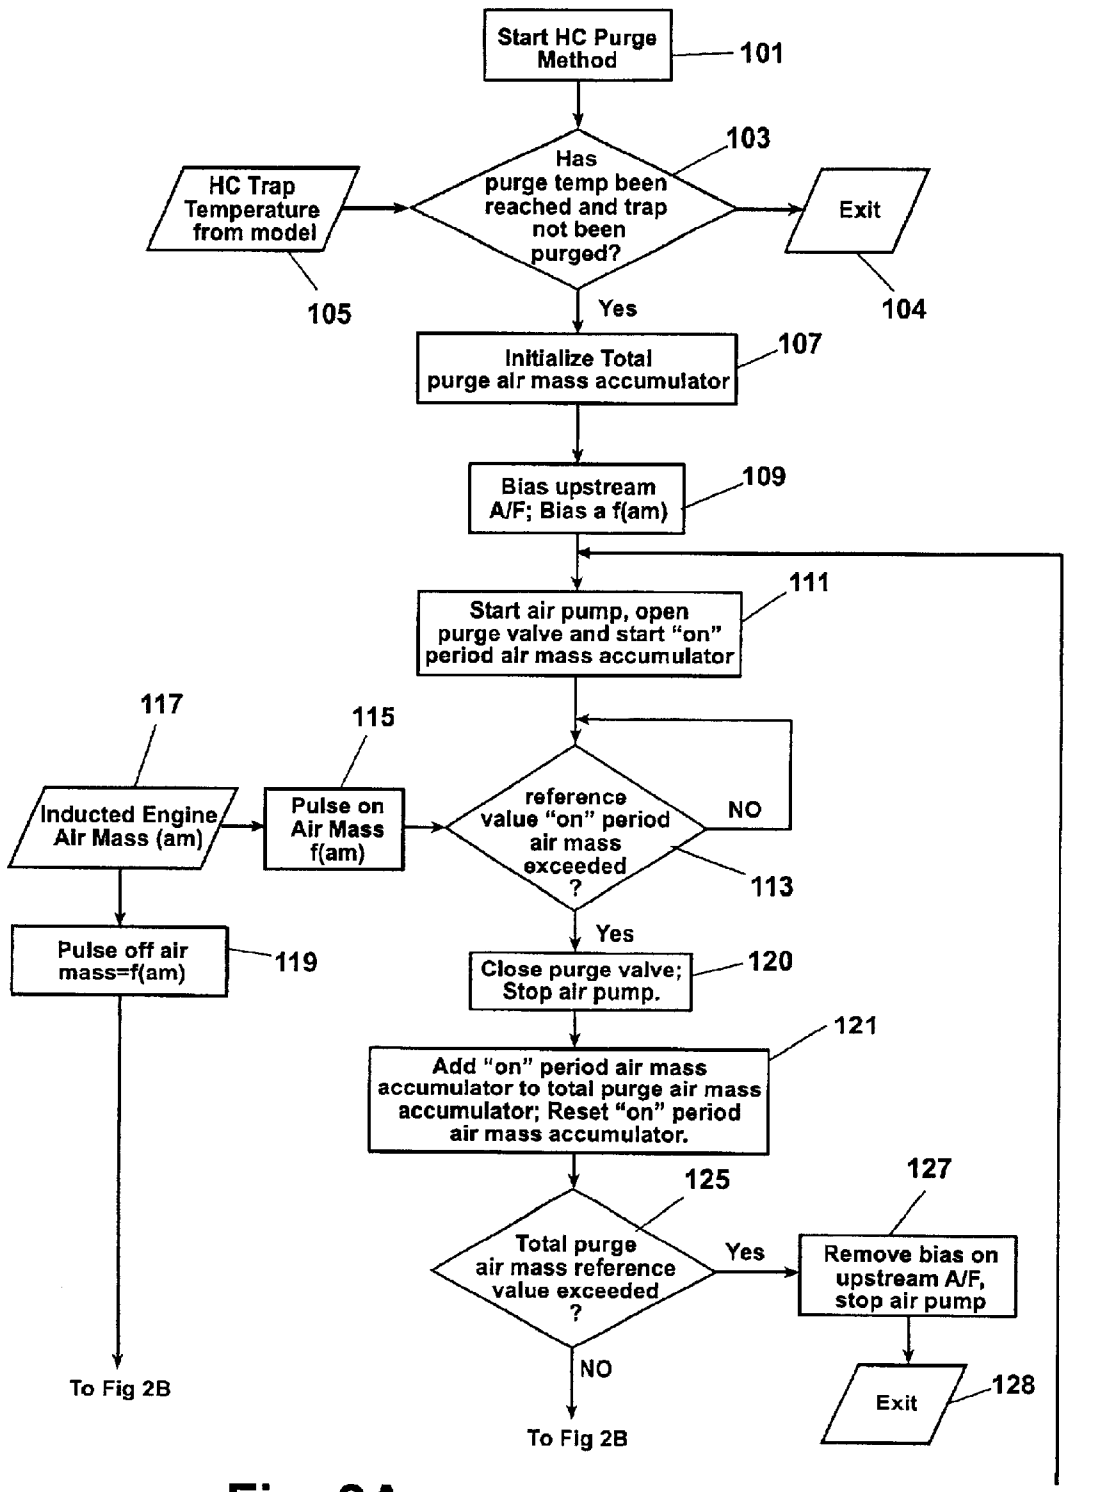 Start HC Purge
Method
101
103
Has
purge temp been
reached and trap
not been
purged?
HC Trap
Temperature
from model
105
Exit
104
Yes
Initialize Total
purge air mass accumulator
107
Bias upstream
A/F; Bias a f(am)
109
Start air pump, open
purge valve and start “on”
period air mass accumulator
111
117
115
Inducted Engine
Air Mass (am)
Pulse on
Air Mass
f(am)
reference
value “on” period
air mass
exceeded
?
NO
113
Yes
Pulse off air
mass=f(am)
119
Close purge valve;
Stop air pump.
120
121
Add “on” period air mass
accumulator to total purge air mass
accumulator; Reset “on” period
air mass accumulator.
125
127
Total purge
air mass reference
value exceeded
?
Yes
Remove bias on
upstream A/F,
stop air pump
NO
Exit
128
To Fig 2B
To Fig 2B